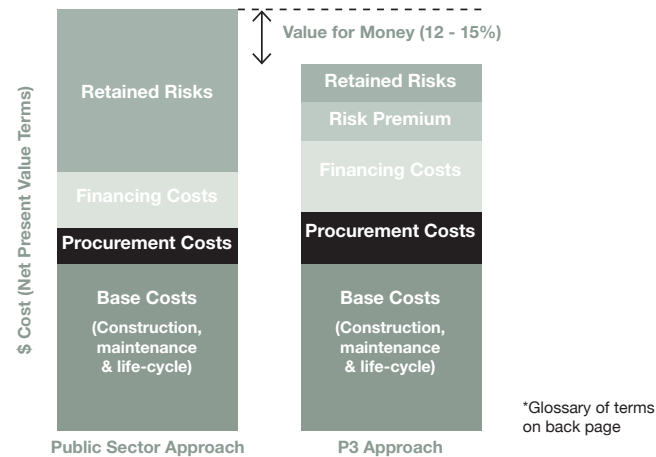 Value for Money (12 - 15%)
$ Cost (Net Present Value Terms)
Retained Risks
Financing Costs
Procurement Costs
Base Costs
(Construction,
maintenance
& life-cycle)
Public Sector Approach
Retained Risks
Risk Premium
Financing Costs
Procurement Costs
Base Costs
(Construction,
maintenance
& life-cycle)
P3 Approach
*Glossary of terms
on back page